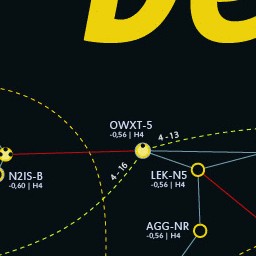 De
OWXT-5
-0,56 | H4
4 - 13
4 - 16
LEK-N5
-0,56 | H4
N2IS-B
-0,60 | H4
AGG-NR
-0,56 | H4